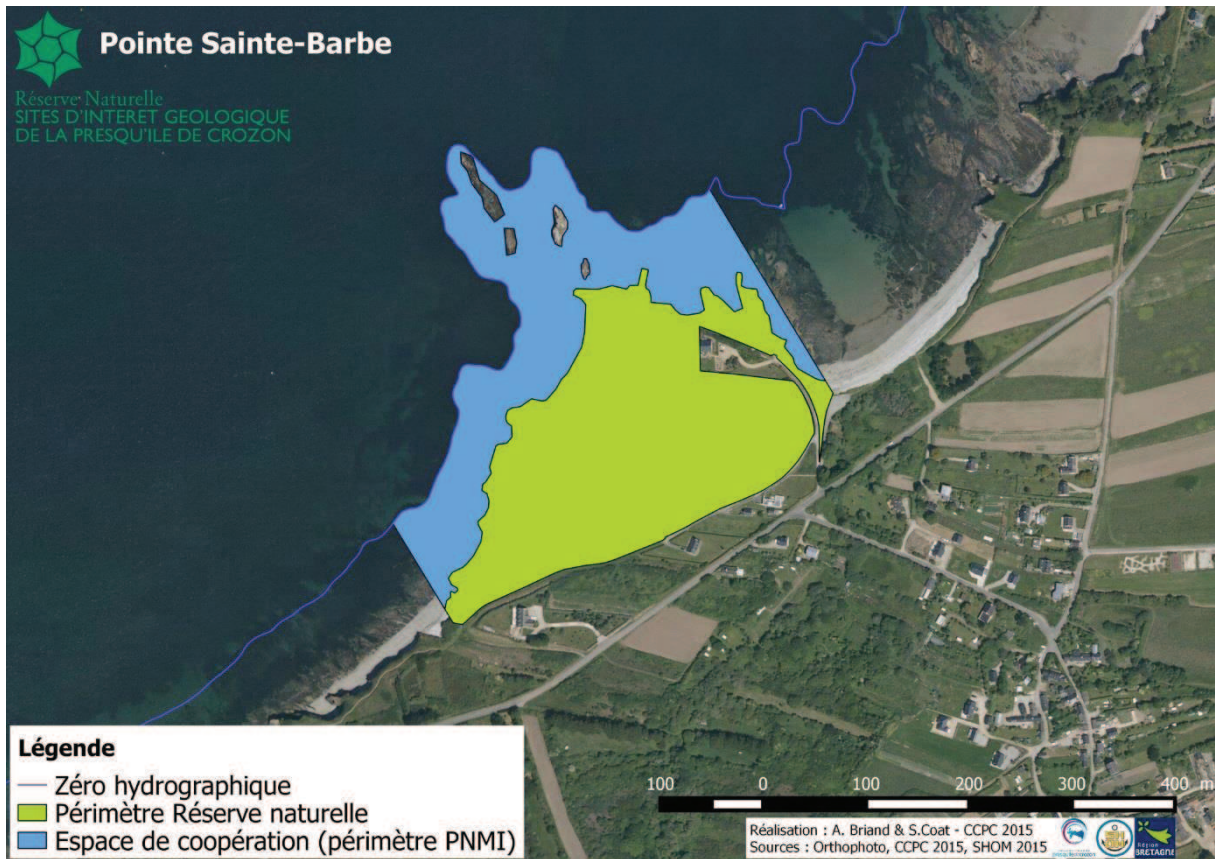 Pointe Sainte-Barbe
Réserve Naturelle
SITES D'INTERET GEOLOGIQUE
DE LA PRESQU'ILE DE CROZON
Légende
Zéro hydrographique
Périmètre Réserve naturelle
Espace de coopération (périmètre PNMI)
100 0 100 200 300 400 m
Réalisation : A. Briand & S.Coat - CCPC 2015
Sources : Orthophoto, CCPC 2015, SHOM 2015
Région
BRETAGNE